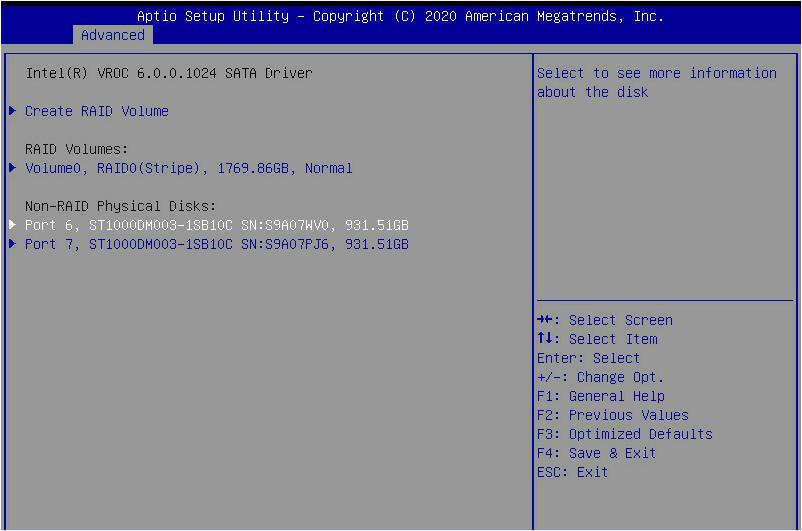 Aptio Setup Utility – Copyright (C) 2020 American Megatrends, Inc.
Advanced
Intel(R) VROC 6.0.0.1024 SATA Driver
Create RAID Volume
RAID Volumes:
Volume0, RAID0(Stripe), 1769.86GB, Normal
Non-RAID Physical Disks:
Port 6, ST1000DM003-1SB10C SN:S9A07WV0, 931.51GB
Port 7, ST1000DM003-1SB10C SN:S9A07PJ6, 931.51GB
Select to see more information
about the disk
→←: Select Screen
↑↓: Select Item
Enter: Select
+/-: Change Opt.
F1: General Help
F2: Previous Values
F3: Optimized Defaults
F4: Save & Exit
ESC: Exit